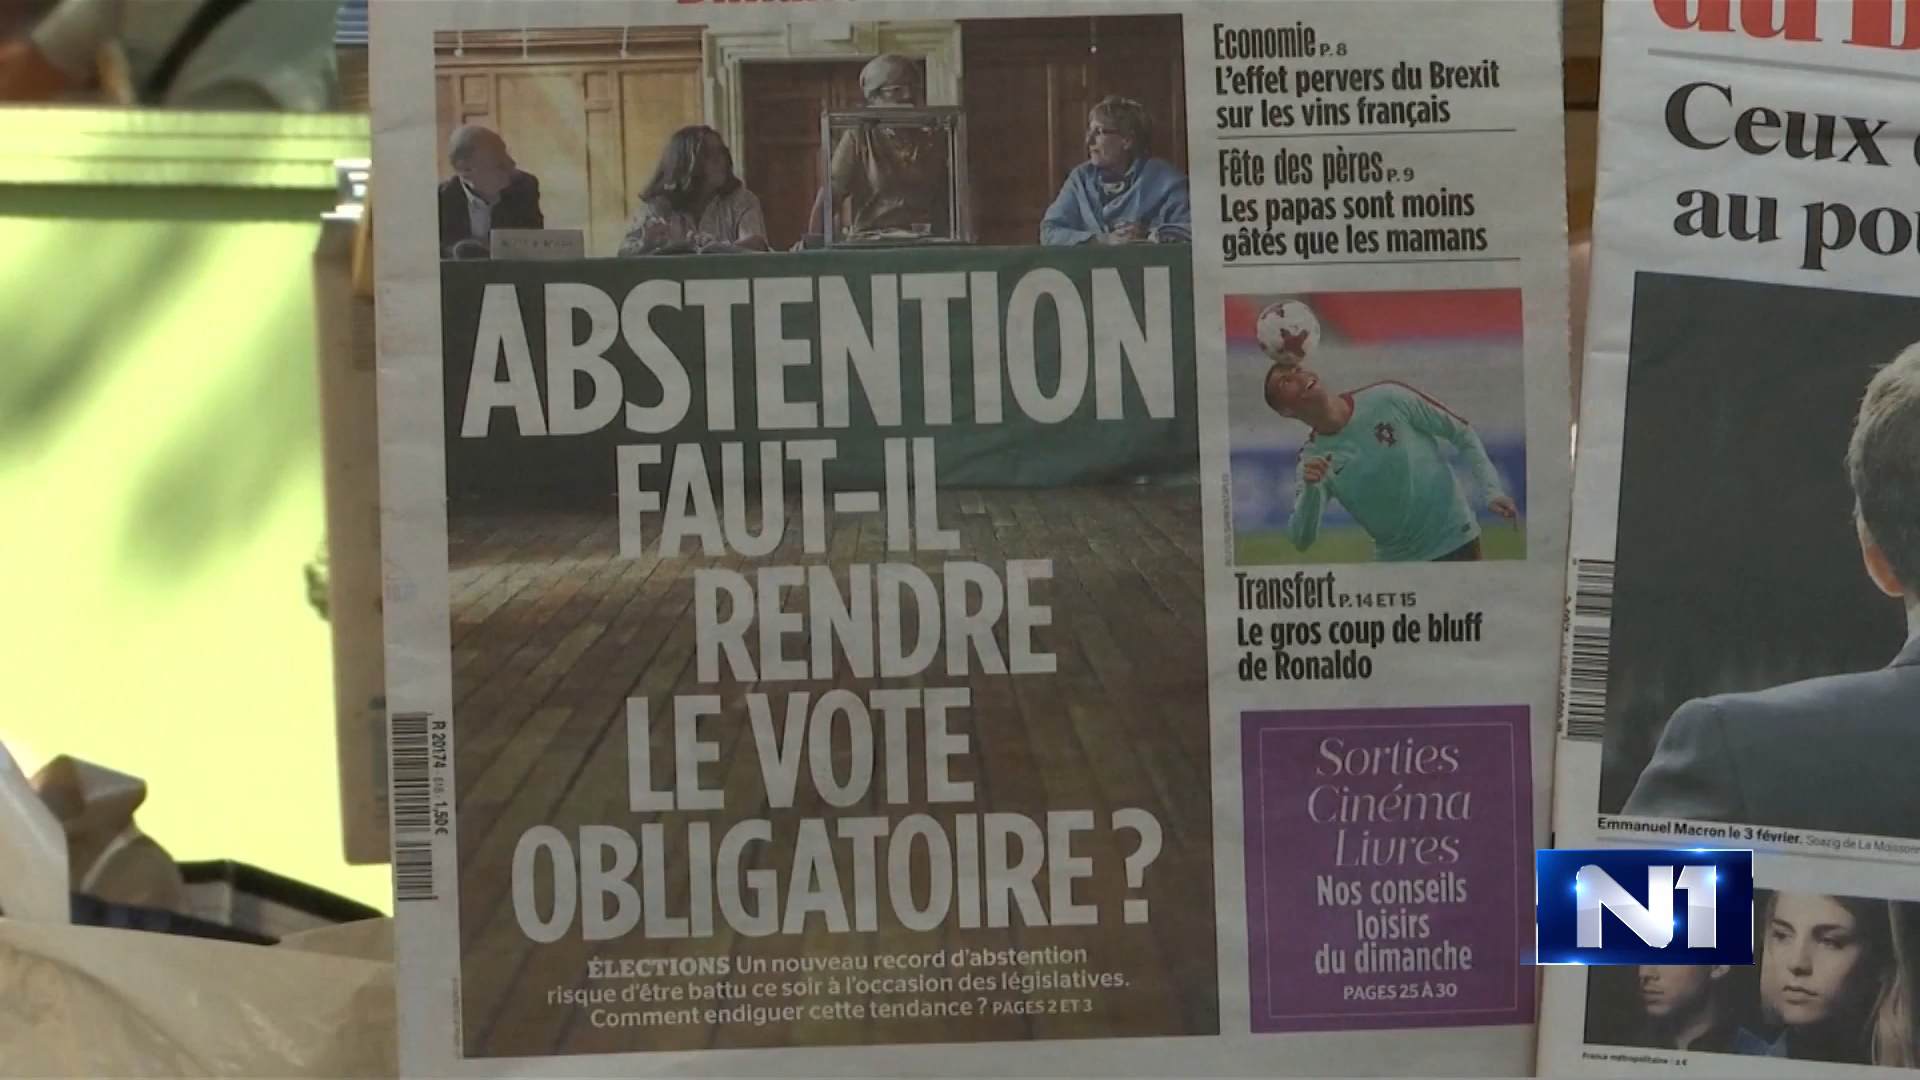 ABSTENTION
FAUT-IL
RENDRE
LE VOTE
OBLIGATOIRE ?
ÉLECTIONS Un nouveau record d'abstention
risque d'être battu ce soir à l'occasion des législatives.
Comment endiguer cette tendance ? PAGES 2 ET 3
R 20174
1,50 €
Economie P. 8
L'effet pervers du Brexit
sur les vins français
Fête des pères P. 9
Les papas sont moins
gâtés que les mamans
Transfert P. 14 ET 15
Le gros coup de bluff
de Ronaldo
Sorties
Cinéma
Livres
Nos conseils
loisirs
du dimanche
PAGES 25 À 30
Ceux
au
Emmanuel Macron le 3 février.
N1